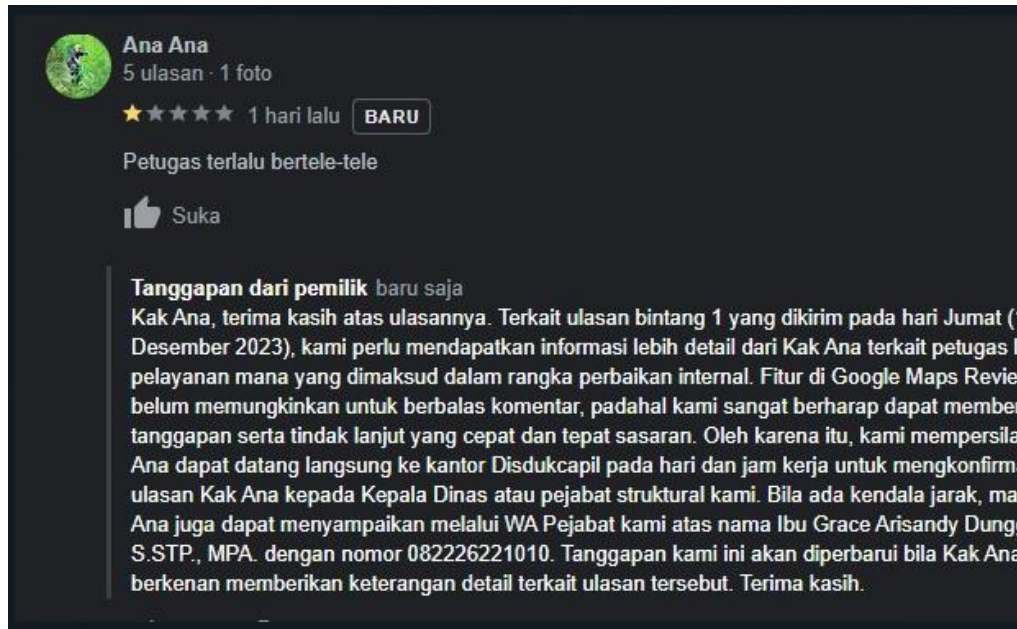 Ana Ana
5 ulasan · 1 foto
1 hari lalu BARU
Petugas terlalu bertele-tele
Suka
Tanggapan dari pemilik baru saja
Kak Ana, terima kasih atas ulasannya. Terkait ulasan bintang 1 yang dikirim pada hari Jumat (
Desember 2023), kami perlu mendapatkan informasi lebih detail dari Kak Ana terkait petugas
pelayanan mana yang dimaksud dalam rangka perbaikan internal. Fitur di Google Maps Revie
belum memungkinkan untuk berbalas komentar, padahal kami sangat berharap dapat member
tanggapan serta tindak lanjut yang cepat dan tepat sasaran. Oleh karena itu, kami mempersila
Ana dapat datang langsung ke kantor Disdukcapil pada hari dan jam kerja untuk mengkonfirma
ulasan Kak Ana kepada Kepala Dinas atau pejabat struktural kami. Bila ada kendala jarak, ma
Ana juga dapat menyampaikan melalui WA Pejabat kami atas nama Ibu Grace Arisandy Dung
S.STP., MPA. dengan nomor 082226221010. Tanggapan kami ini akan diperbarui bila Kak Ana
berkenan memberikan keterangan detail terkait ulasan tersebut. Terima kasih.